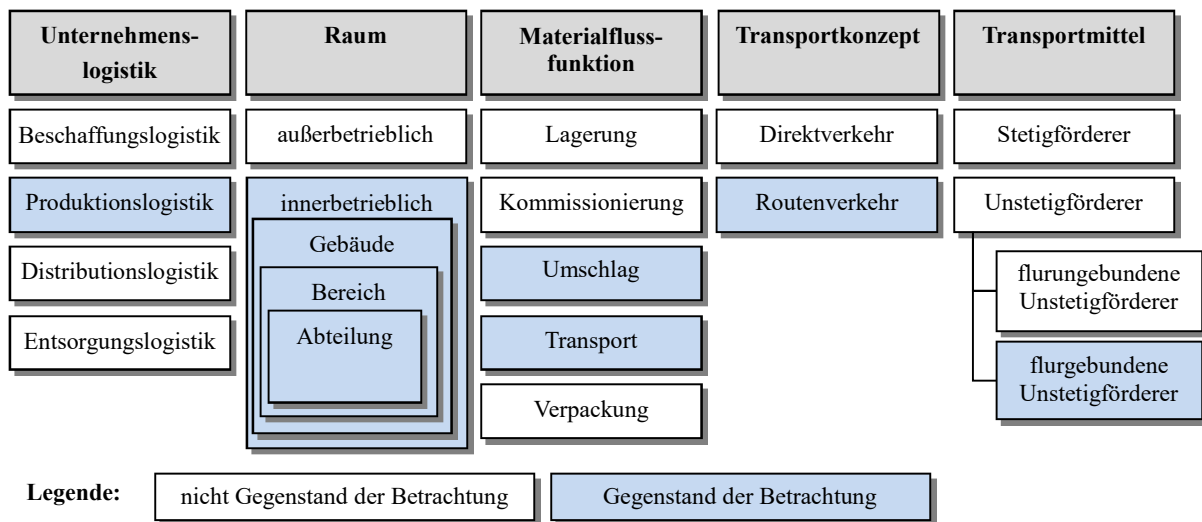 Unternehmens-
logistik
Raum
Materialfluss-
funktion
Transportkonzept
Transportmittel
Beschaffungslogistik
außerbetrieblich
Lagerung
Direktverkehr
Stetigförderer
Produktionslogistik
innerbetrieblich
Kommissionierung
Routenverkehr
Unstetigförderer
Gebäude
Distributionslogistik
Bereich
Umschlag
flurungebundene
Unstetigförderer
Entsorgungslogistik
Abteilung
Transport
flurgebundene
Unstetigförderer
Verpackung
Legende:
nicht Gegenstand der Betrachtung
Gegenstand der Betrachtung